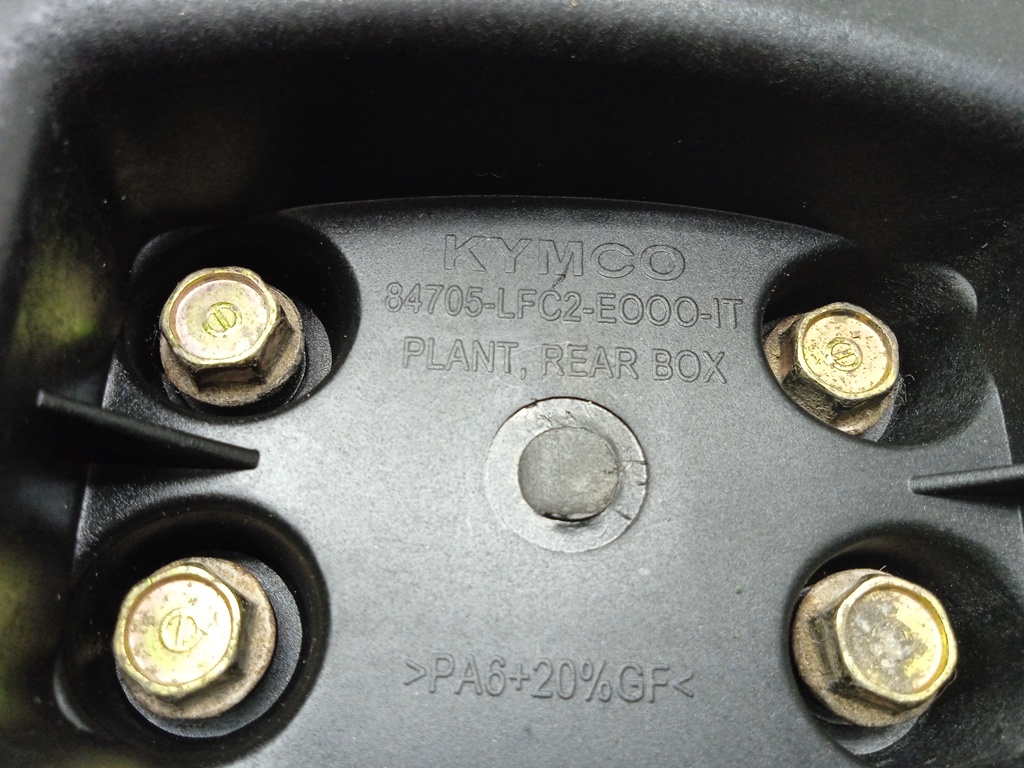 KYMCO
84705-LFC2-E000-IT
PLANT, REAR BOX
>PA6+20%GF<